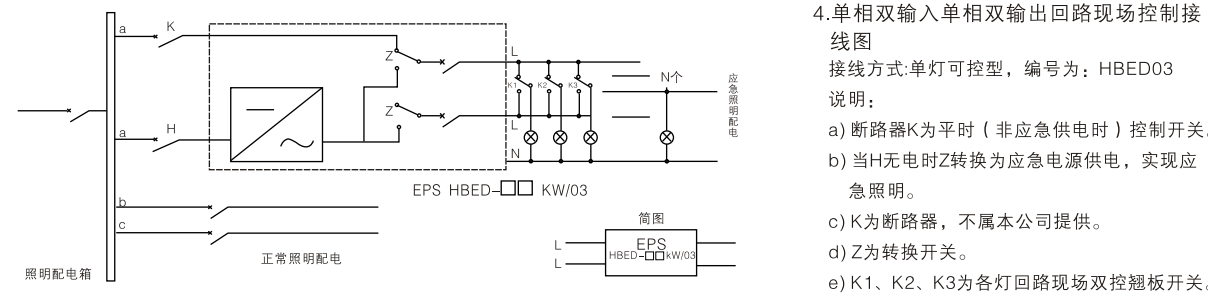 a
K
a
H
b
c
照明配电箱
正常照明配电
Z
Z
L
K1
K2
K3
L
N
N个
应急照明配电
EPS HBED-□□ KW/03
简图
L
L
EPS
HBED-□□kW/03
4.单相双输入单相双输出回路现场控制接
线图
接线方式:单灯可控型，编号为：HBED03
说明：
a) 断路器K为平时（非应急供电时）控制开关。
b) 当H无电时Z转换为应急电源供电，实现应
急照明。
c) K为断路器，不属本公司提供。
d) Z为转换开关。
e) K1、K2、K3为各灯回路现场双控翘板开关。